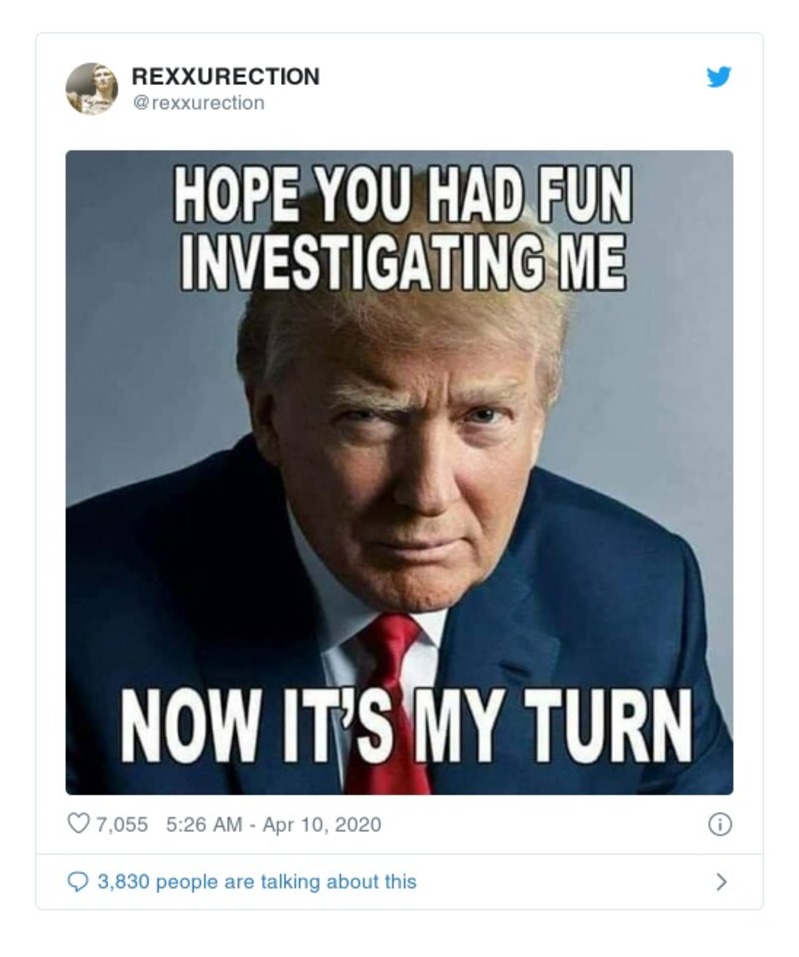 REXXURECTION
@rexxurection
HOPE YOU HAD FUN
INVESTIGATING ME
NOW IT'S MY TURN
7,055 5:26 AM - Apr 10, 2020
3,830 people are talking about this